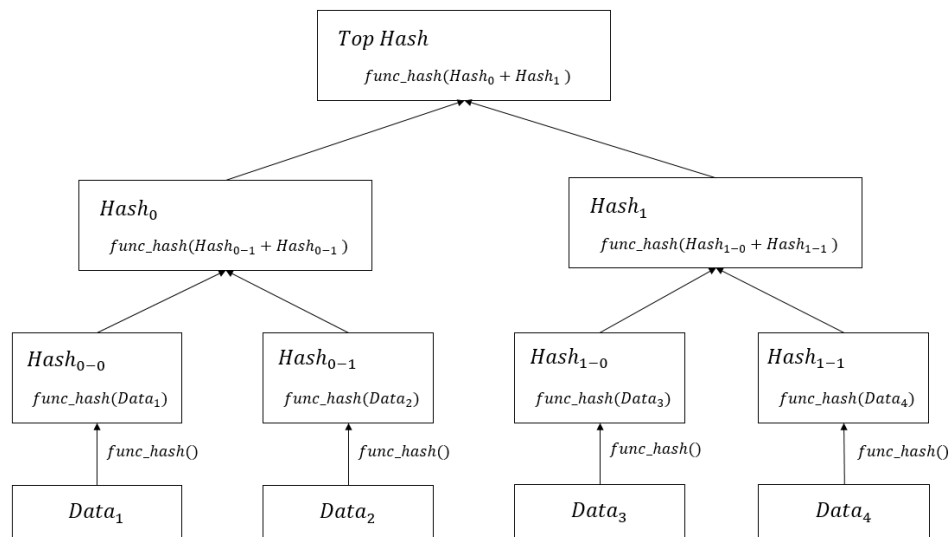 Top Hash
func_hash(Hash₀ + Hash₁ )
Hash₀
func_hash(Hash₀₋₁ + Hash₀₋₁ )
Hash₁
func_hash(Hash₁₋₀ + Hash₁₋₁ )
Hash₀₋₀
func_hash(Data₁)
Hash₀₋₁
func_hash(Data₂)
Hash₁₋₀
func_hash(Data₃)
Hash₁₋₁
func_hash(Data₄)
func_hash()
func_hash()
func_hash()
func_hash()
Data₁
Data₂
Data₃
Data₄